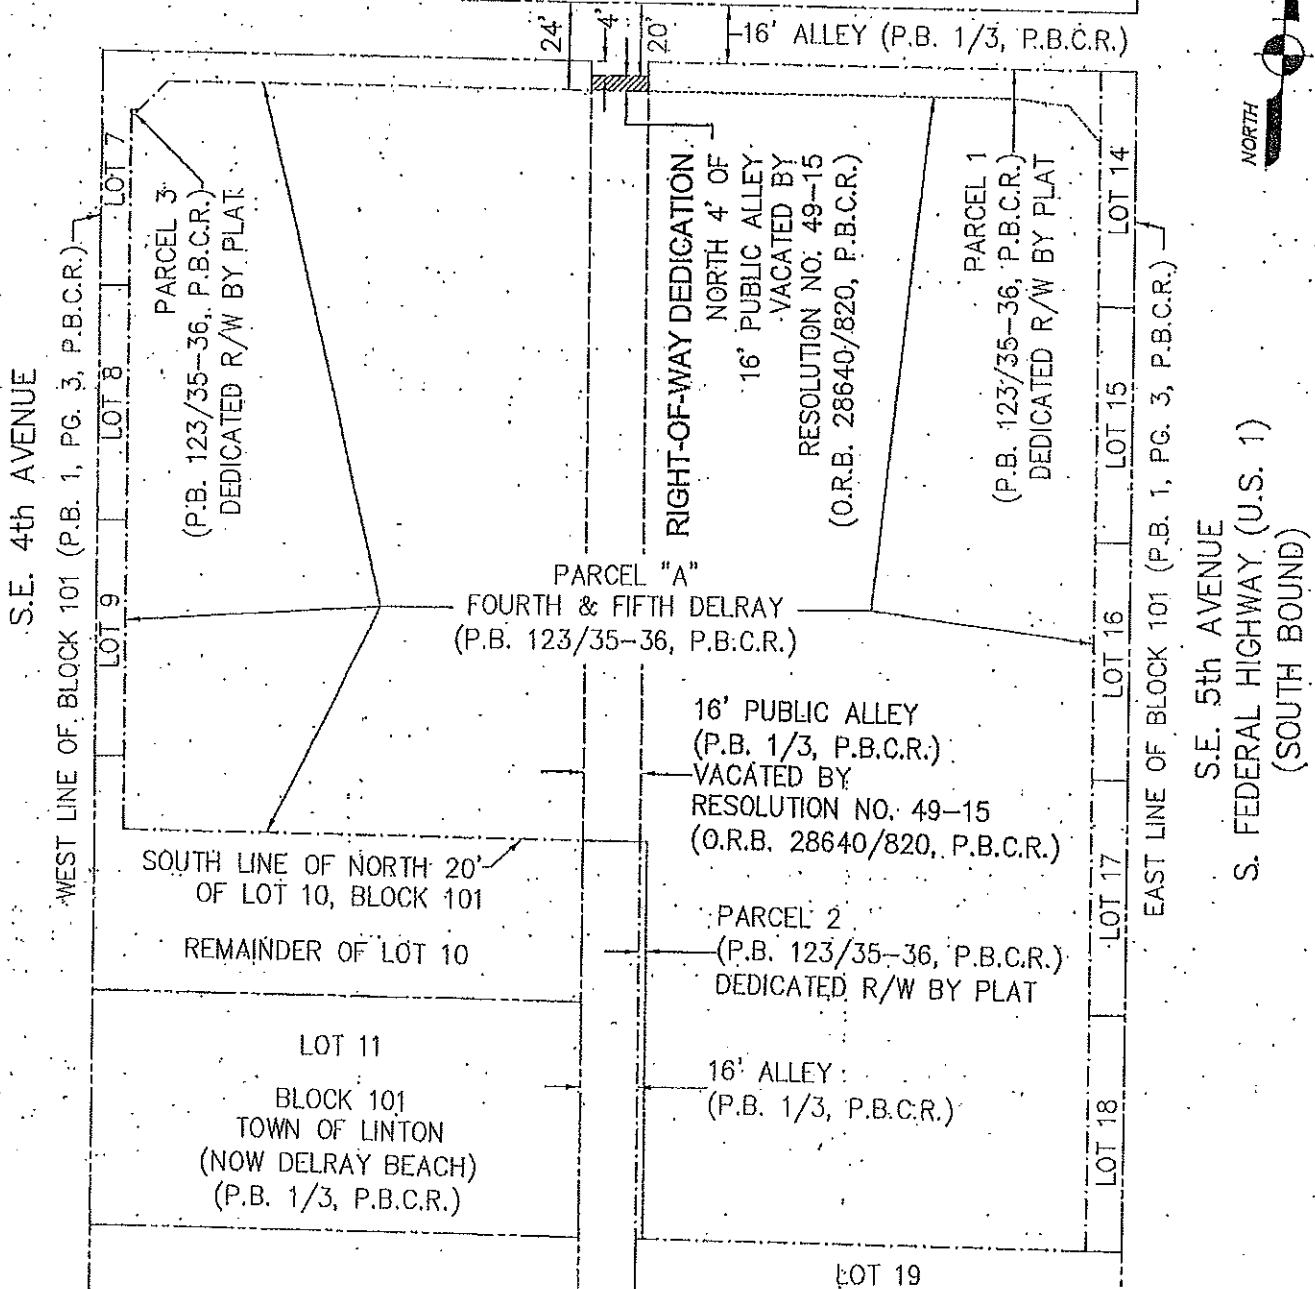 24'
4'
20'
16' ALLEY (P.B. 1/3, P.B.C.R.)
NORTH
S.E. 4th AVENUE
WEST LINE OF BLOCK 101 (P.B. 1, PG. 3, P.B.C.R.)
LOT 7
LOT 8
LOT 9
PARCEL 3
(P.B. 123/35-36, P.B.C.R.)
DEDICATED R/W BY PLAT
RIGHT-OF-WAY DEDICATION
NORTH 4' OF
16' PUBLIC ALLEY
VACATED BY
RESOLUTION NO. 49-15
(O.R.B. 28640/820, P.B.C.R.)
PARCEL 1
(P.B. 123/35-36, P.B.C.R.)
DEDICATED R/W BY PLAT
LOT 14
LOT 15
LOT 16
LOT 17
LOT 18
EAST LINE OF BLOCK 101 (P.B. 1, PG. 3, P.B.C.R.)
S.E. 5th AVENUE
S. FEDERAL HIGHWAY (U.S. 1)
(SOUTH BOUND)
PARCEL "A"
FOURTH & FIFTH DELRAY
(P.B. 123/35-36, P.B.C.R.)
16' PUBLIC ALLEY
(P.B. 1/3, P.B.C.R.)
VACATED BY
RESOLUTION NO. 49-15
(O.R.B. 28640/820, P.B.C.R.)
SOUTH LINE OF NORTH 20'
OF LOT 10, BLOCK 101
REMAINDER OF LOT 10
PARCEL 2
(P.B. 123/35-36, P.B.C.R.)
DEDICATED R/W BY PLAT
LOT 11
BLOCK 101
TOWN OF LINTON
(NOW DELRAY BEACH)
(P.B. 1/3, P.B.C.R.)
16' ALLEY
(P.B. 1/3, P.B.C.R.)
LOT 19